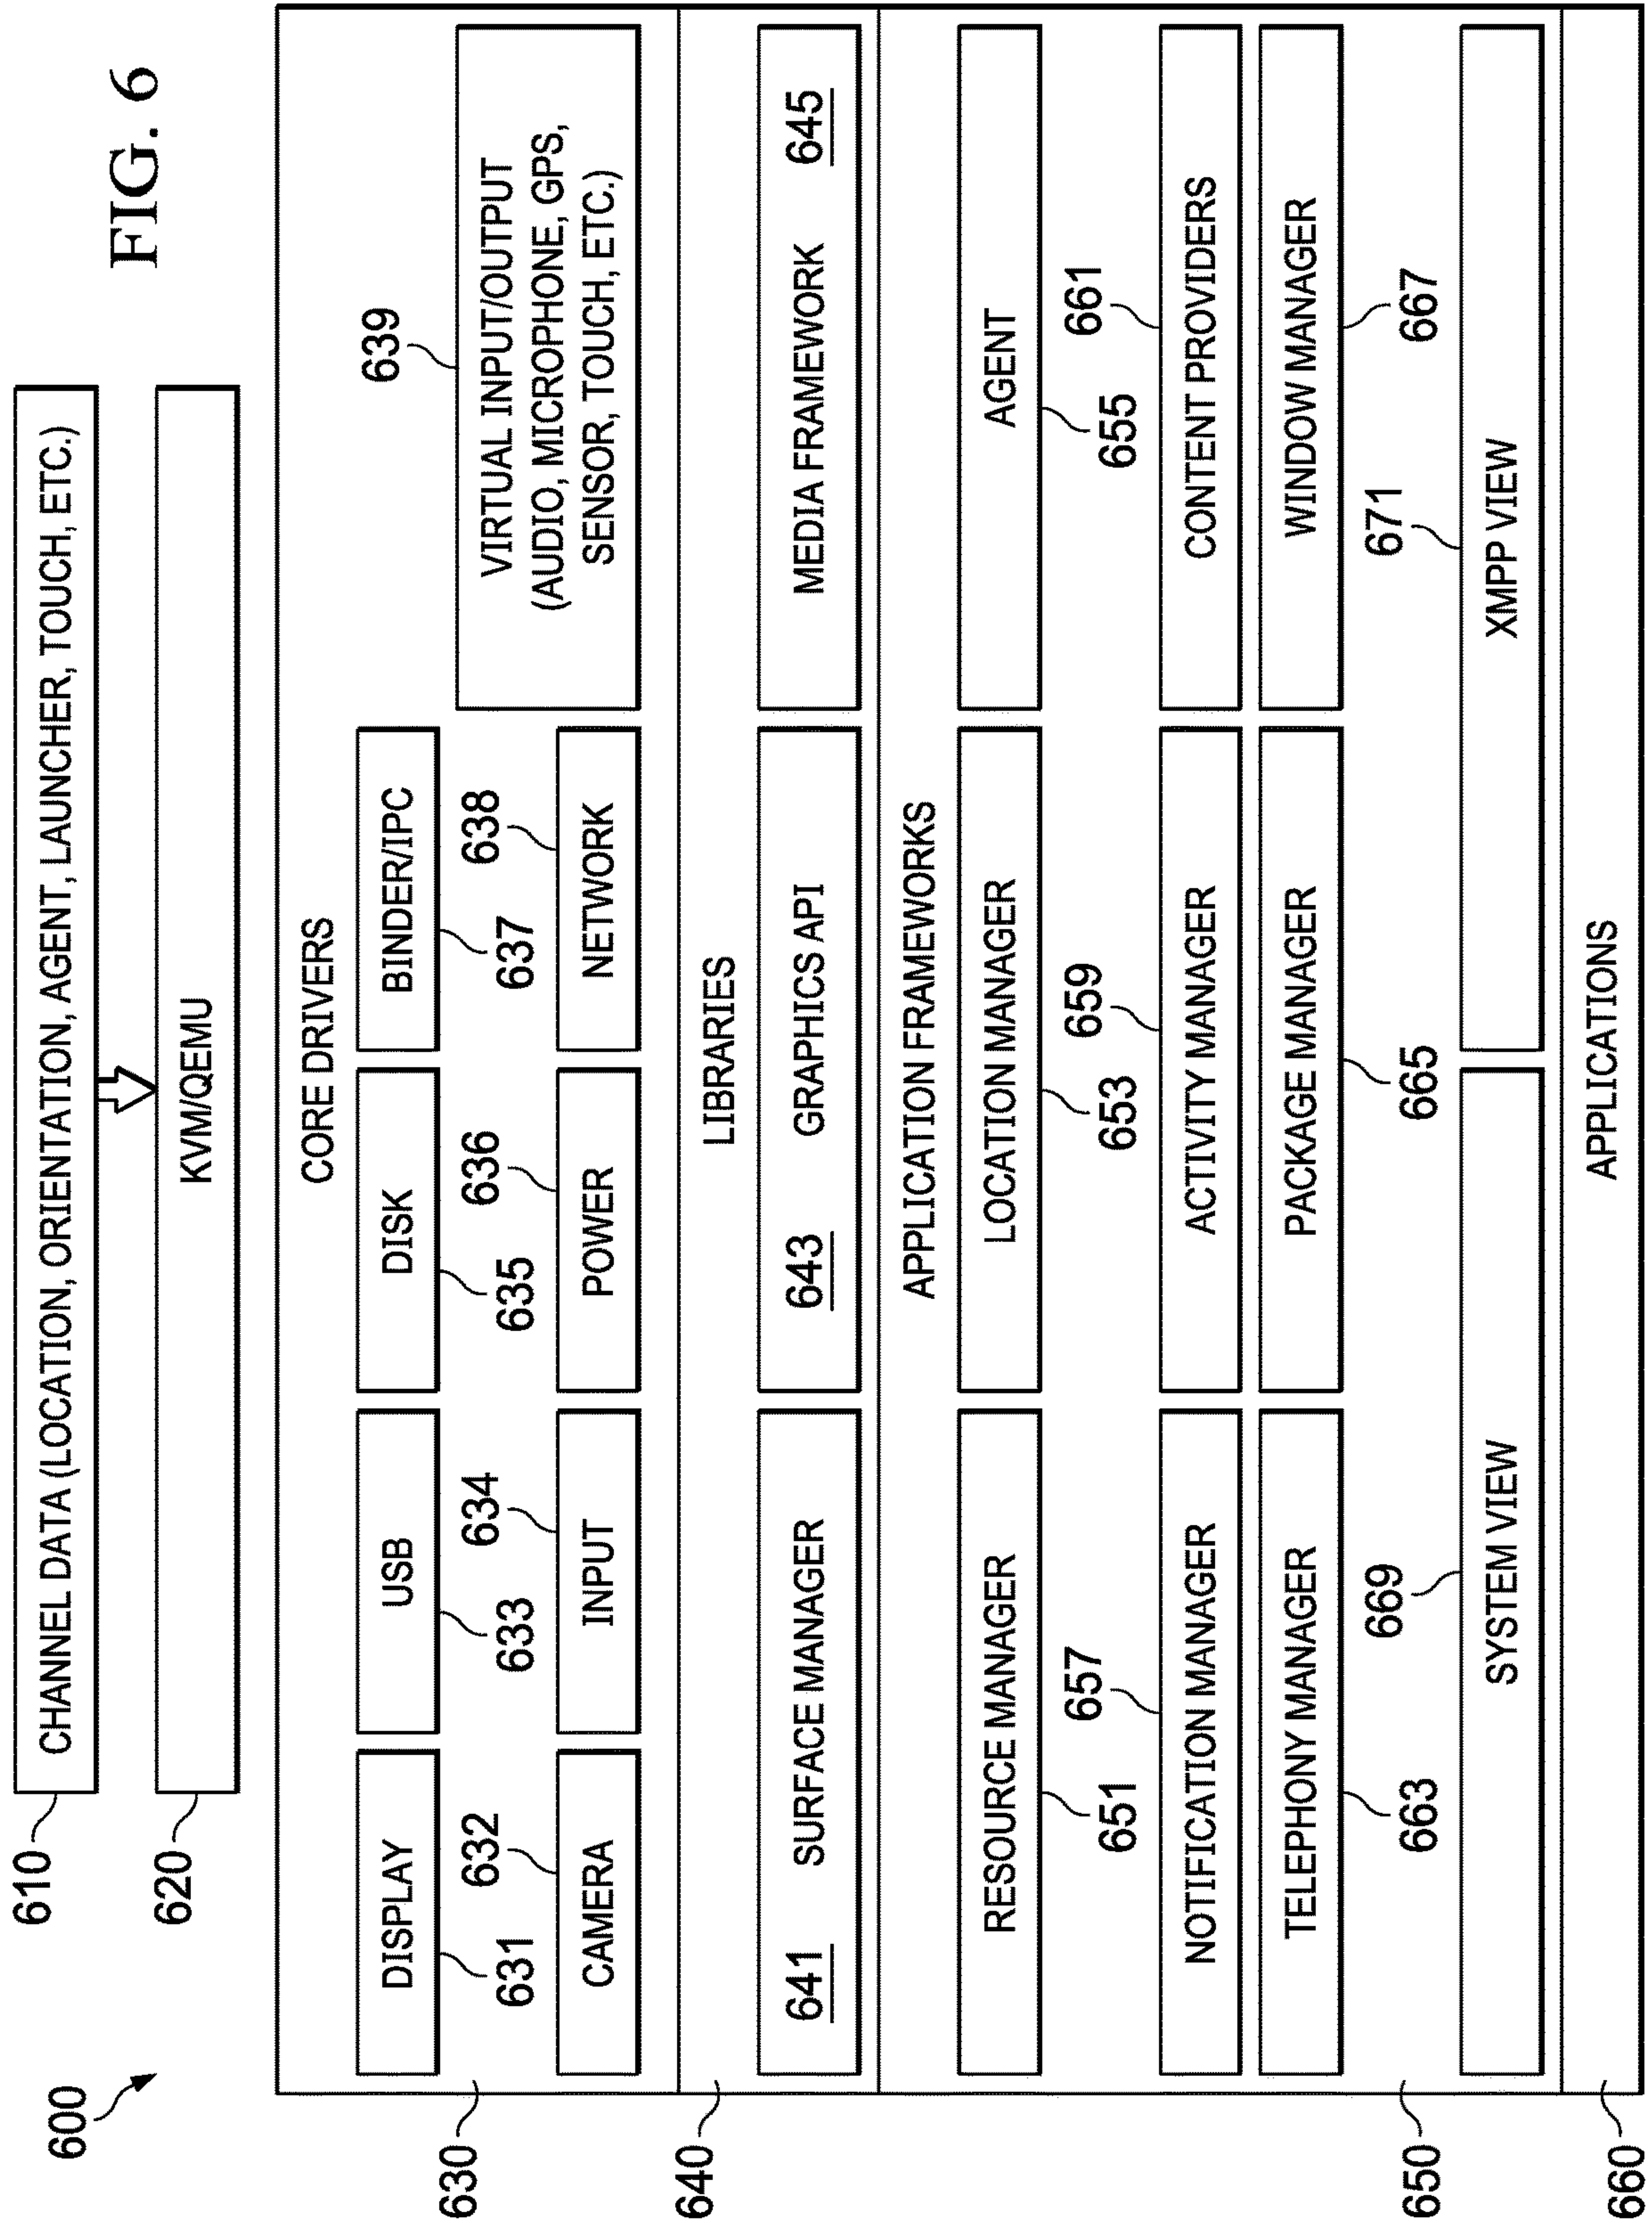 FIG. 6
600
610
CHANNEL DATA (LOCATION, ORIENTATION, AGENT, LAUNCHER, TOUCH, ETC.)
620
KVM/QEMU
630
CORE DRIVERS
639
DISPLAY
USB
DISK
BINDER/IPC
631
632
633
634
635
636
637
638
VIRTUAL INPUT/OUTPUT
(AUDIO, MICROPHONE, GPS,
SENSOR, TOUCH, ETC.)
CAMERA
INPUT
POWER
NETWORK
640
LIBRARIES
641
SURFACE MANAGER
643
GRAPHICS API
MEDIA FRAMEWORK
645
APPLICATION FRAMEWORKS
RESOURCE MANAGER
LOCATION MANAGER
AGENT
651
657
653
659
655
661
NOTIFICATION MANAGER
ACTIVITY MANAGER
CONTENT PROVIDERS
TELEPHONY MANAGER
PACKAGE MANAGER
WINDOW MANAGER
663
669
665
671
667
650
SYSTEM VIEW
XMPP VIEW
660
APPLICATIONS